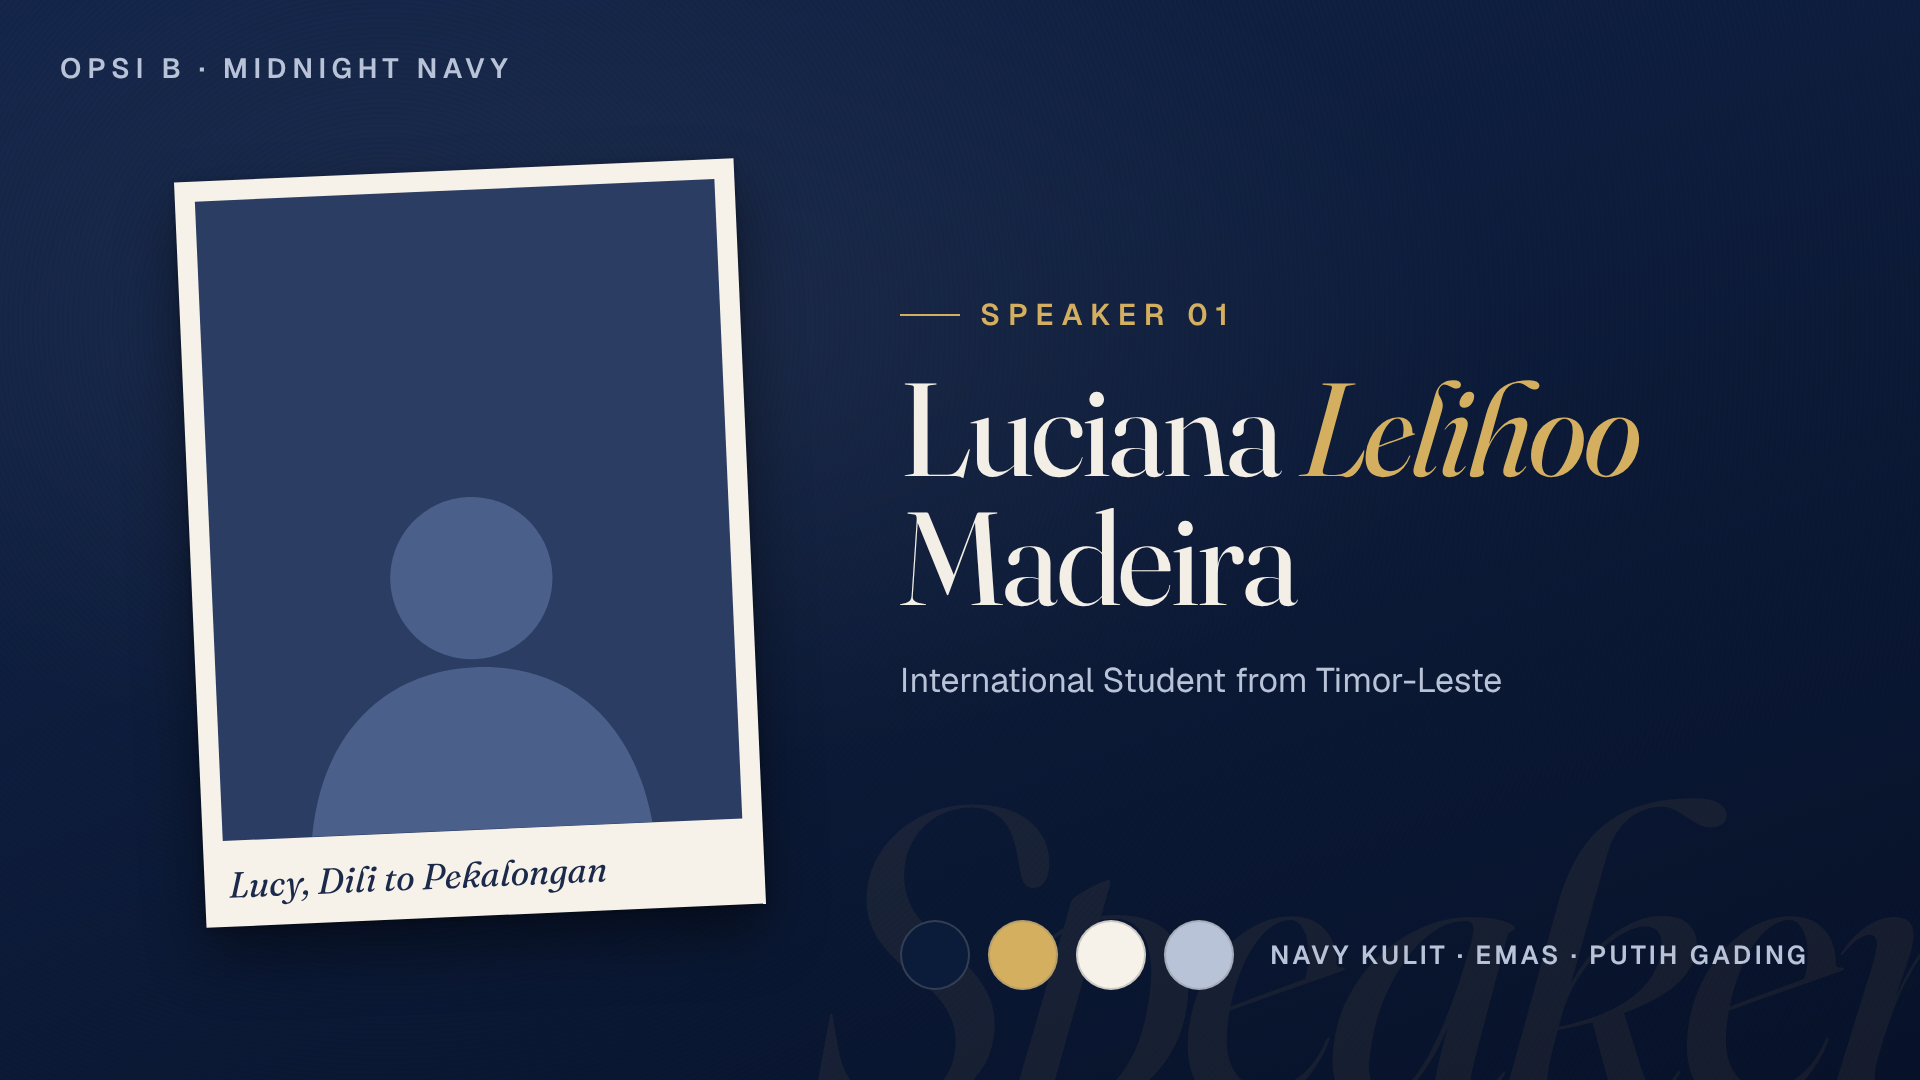 OPSI B · MIDNIGHT NAVY
SPEAKER 01
Luciana Lelihoo
Madeira
International Student from Timor-Leste
Lucy, Dili to Pekalongan
NAVY KULIT · EMAS · PUTIH GADING
Speaker